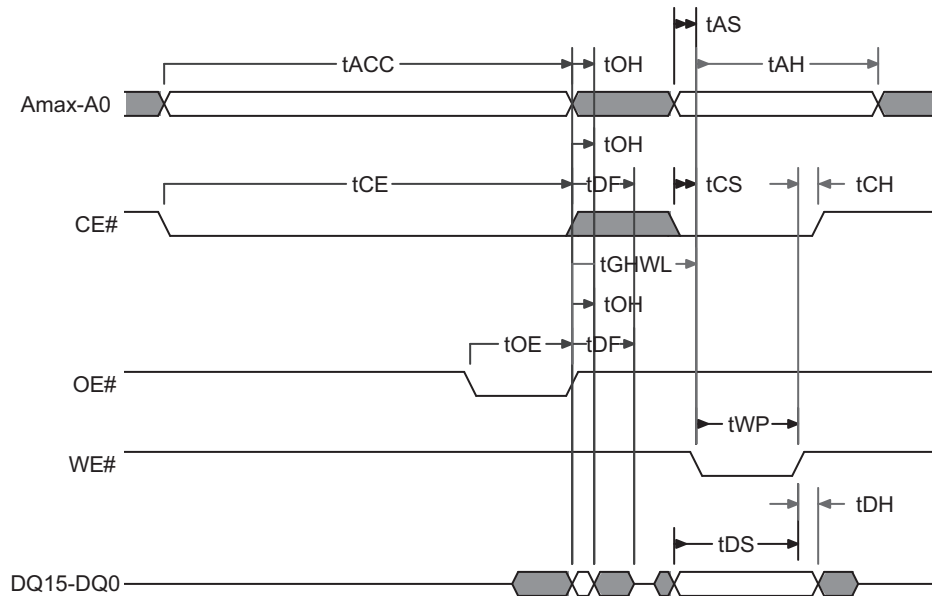 tAS
tACC
tOH
tAH
Amax-A0
tOH
tCE
tDF
tCS
tCH
CE#
tGHWL
tOH
tOE
tDF
OE#
tWP
WE#
tDH
tDS
DQ15-DQ0